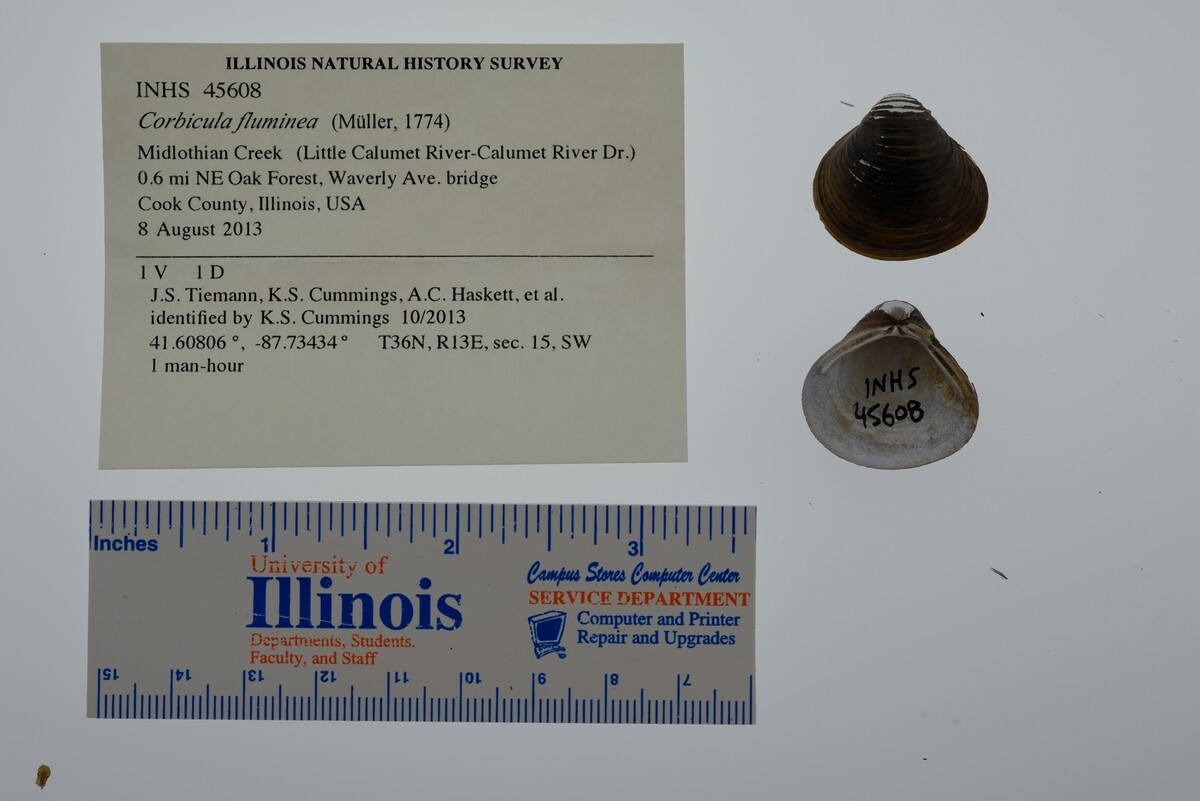 ILLINOIS NATURAL HISTORY SURVEY
INHS 45608
Corbicula fluminea (Müller, 1774)
Midlothian Creek (Little Calumet River-Calumet River Dr.)
0.6 mi NE Oak Forest, Waverly Ave. bridge
Cook County, Illinois, USA
8 August 2013
1 V 1 D
J.S. Tiemann, K.S. Cummings, A.C. Haskett, et al.
identified by K.S. Cummings 10/2013
41.60806 °, -87.73434 ° T36N, R13E, sec. 15, SW
1 man-hour
INHS
45608
Inches 1 2 3
University of
Illinois
Departments, Students.
Faculty, and Staff
Campus Stores Computer Center
SERVICE DEPARTMENT
Computer and Printer
Repair and Upgrades
15 14 13 12 11 10 9 8 7